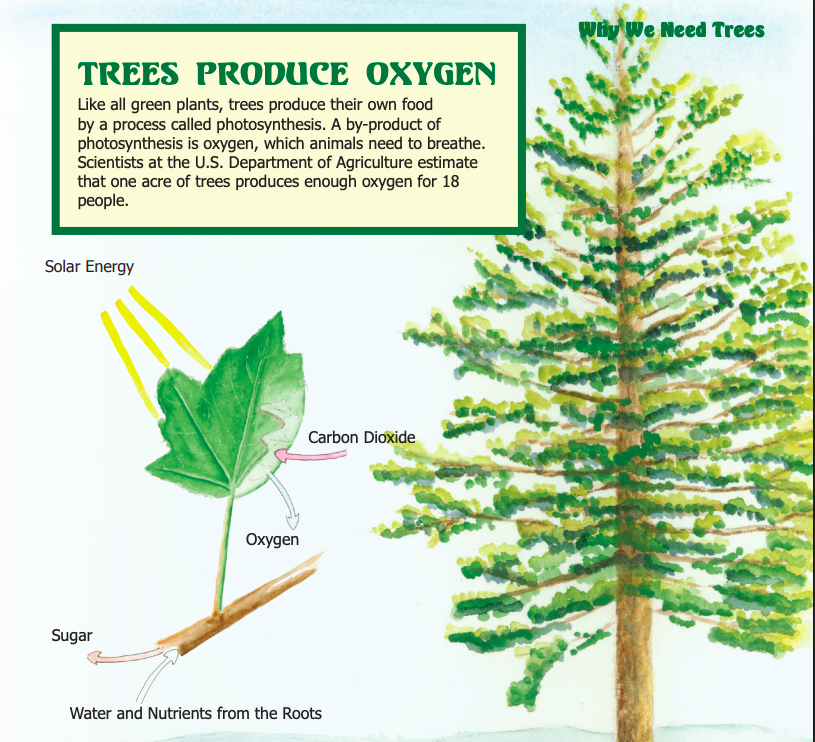 Why We Need Trees
TREES PRODUCE OXYGEN
Like all green plants, trees produce their own food
by a process called photosynthesis. A by-product of
photosynthesis is oxygen, which animals need to breathe.
Scientists at the U.S. Department of Agriculture estimate
that one acre of trees produces enough oxygen for 18
people.
Solar Energy
Carbon Dioxide
Oxygen
Sugar
Water and Nutrients from the Roots